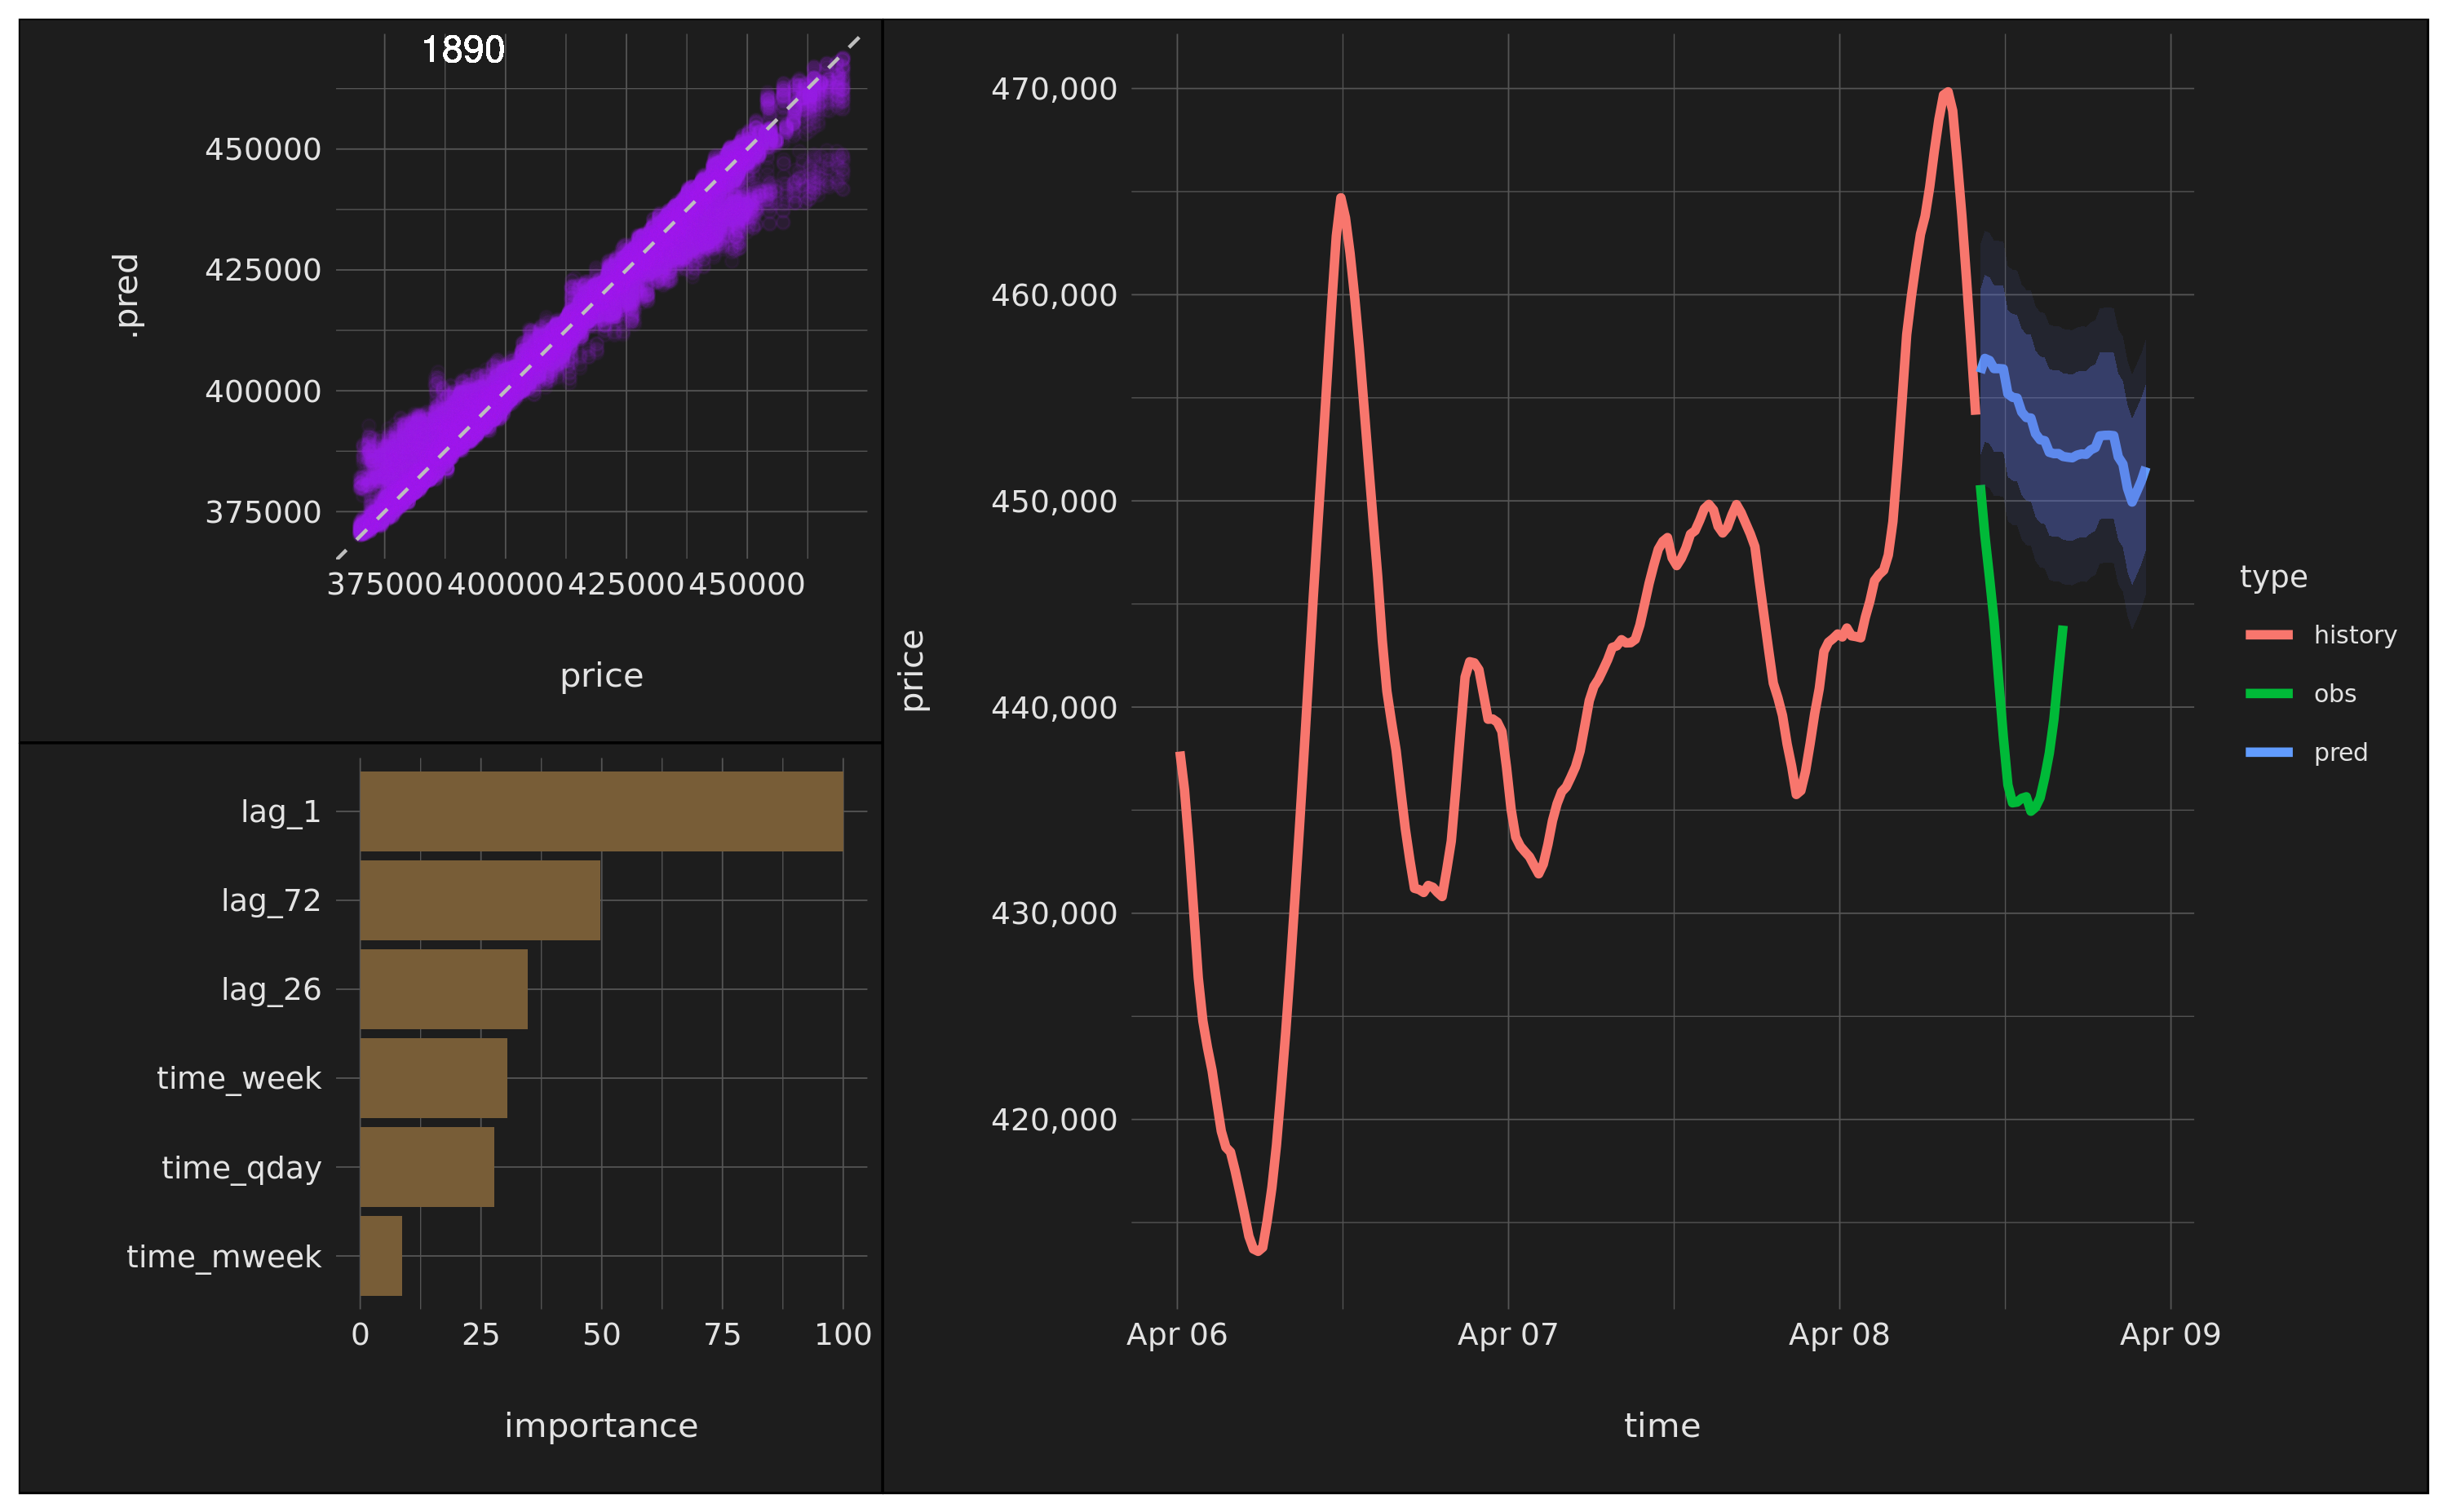 1890
.pred
450000
425000
400000
375000
375000 400000 425000 450000
price
lag_1
lag_72
lag_26
time_week
time_qday
time_mweek
0 25 50 75 100
importance
price
470,000
460,000
450,000
440,000
430,000
420,000
Apr 06 Apr 07 Apr 08 Apr 09
time
type
history
obs
pred